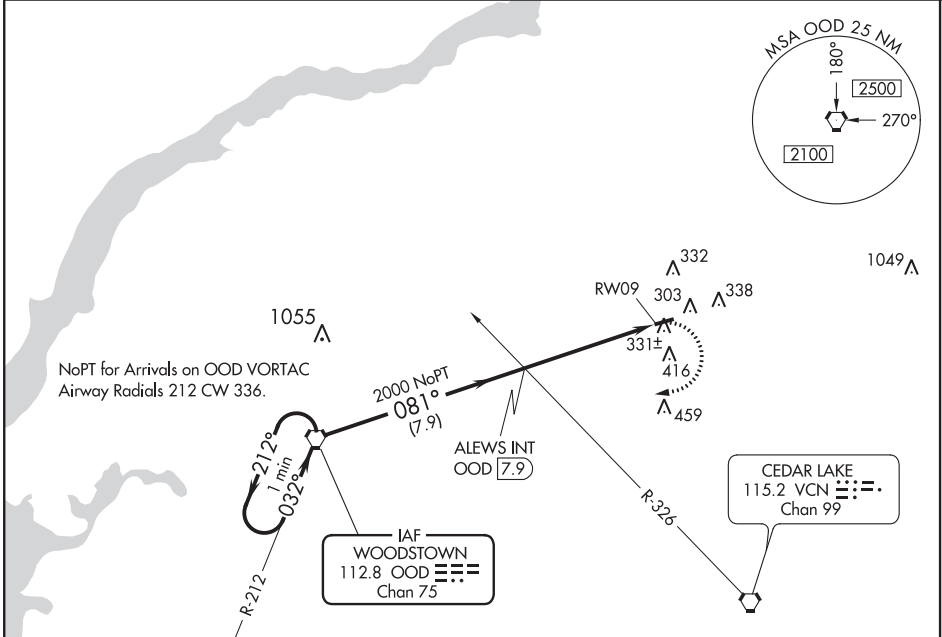 MSA OOD 25 NM
180°
2500
270°
2100
1049
332
RW09
303
338
1055
331±
416
NoPT for Arrivals on OOD VORTAC
Airway Radials 212 CW 336.
2000 NoPT
081°
(7.9)
459
ALEWS INT
OOD 7.9
212°
1 min
032°
CEDAR LAKE
115.2 VCN
Chan 99
R-326
IAF
WOODSTOWN
112.8 OOD
Chan 75
R-212